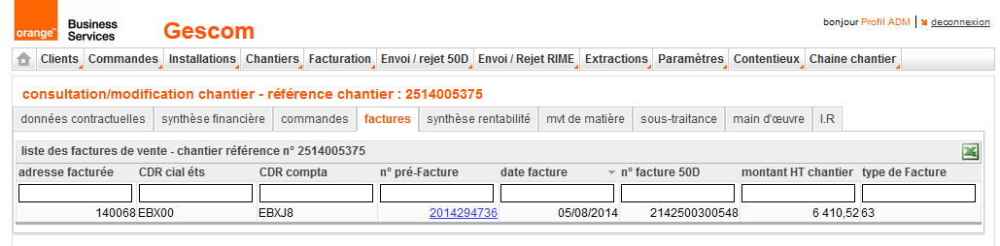 orange™
Business
Services
Gescom
bonjour Profil ADM | déconnexion
Clients Commandes Installations Chantiers Facturation Envoi / rejet 50D Envoi / Rejet RIME Extractions Paramètres Contentieux Chaine chantier
consultation/modification chantier - référence chantier : 2514005375
données contractuelles synthèse financière commandes factures synthèse rentabilité mvt de matière sous-traitance main d'œuvre I.R
liste des factures de vente - chantier référence n° 2514005375
adresse facturée CDR cial éts CDR compta n° pré-Facture date facture n° facture 50D montant HT chantier type de Facture
140068 EBX00 EBXJ8 2014294736 05/08/2014 2142500300548 6 410,52 63